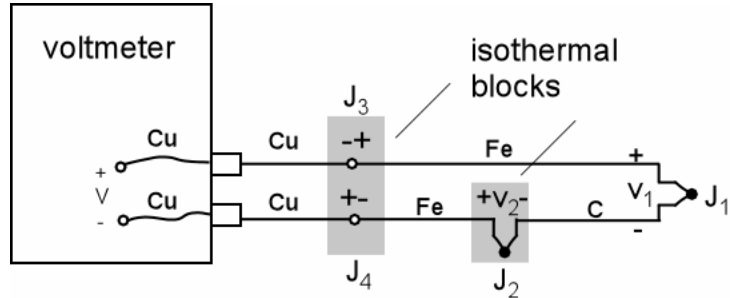 voltmeter
isothermal
blocks
J3
Cu
Cu
-+
Fe
+
+
V
-
Cu
Cu
+-
Fe
+V2-
C
V1
-
J1
J4
J2